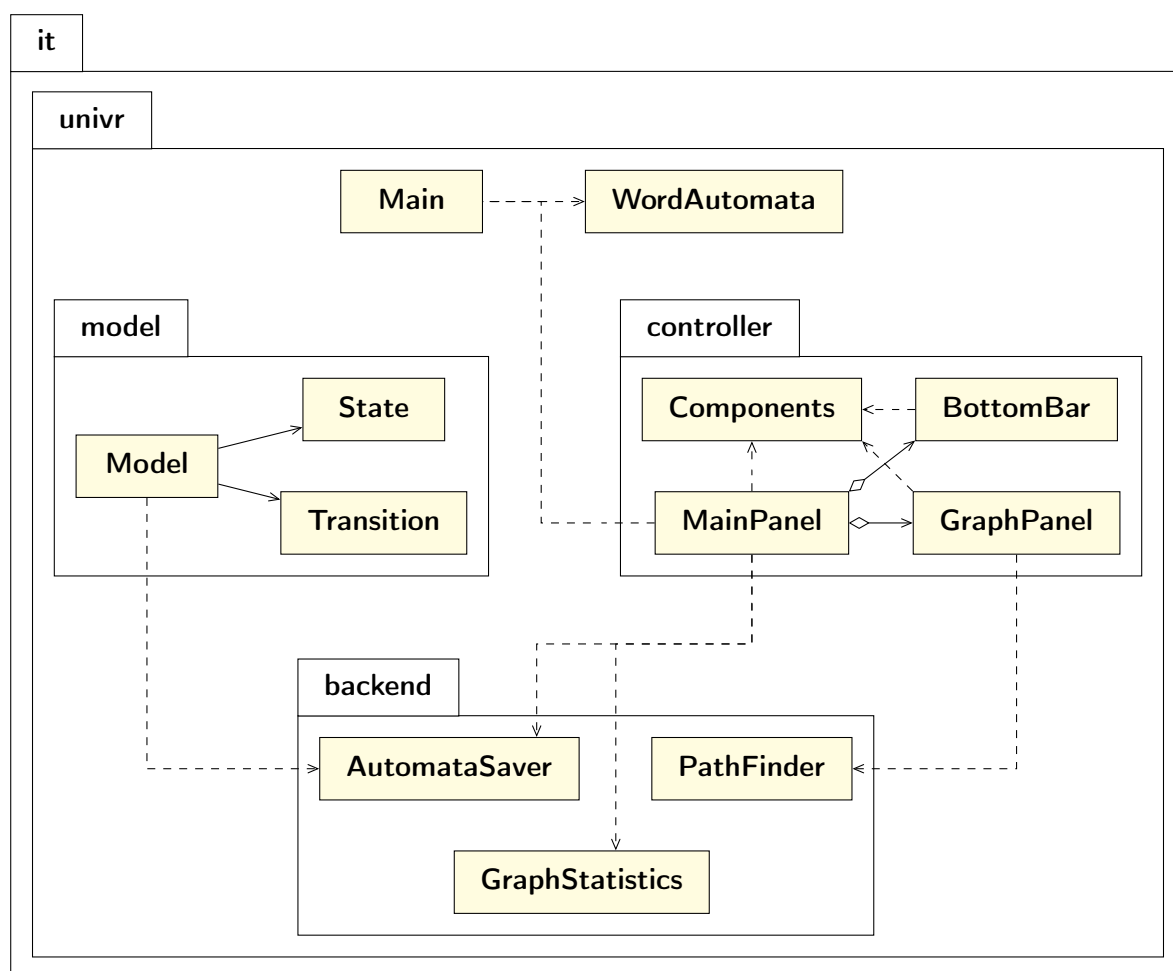 it
univr
Main
WordAutomata
model
controller
State
Components
BottomBar
Model
Transition
MainPanel
GraphPanel
backend
AutomataSaver
PathFinder
GraphStatistics